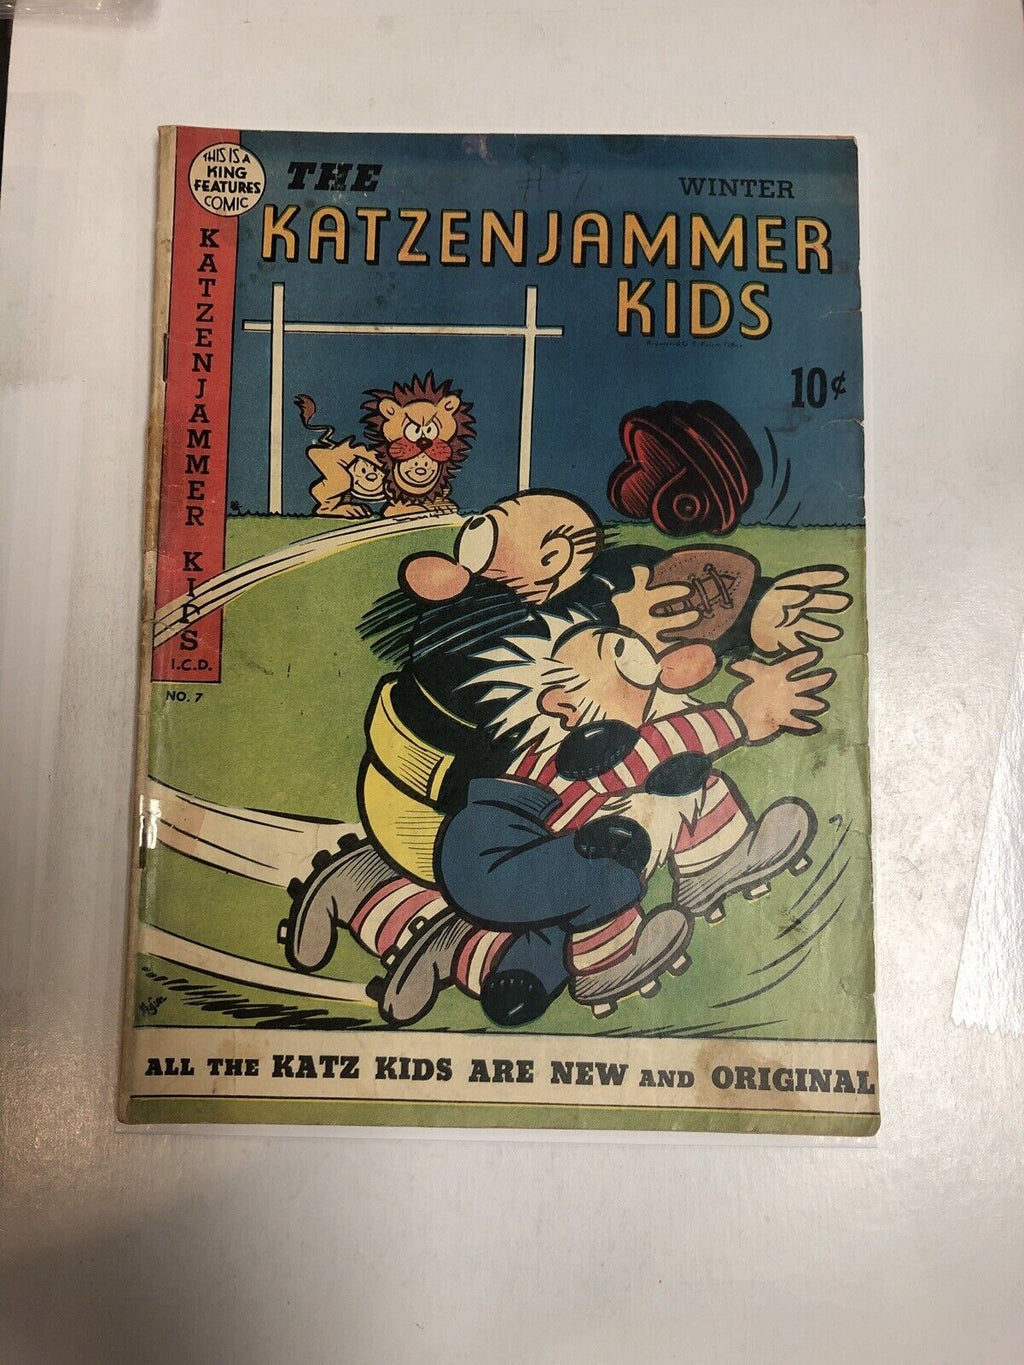 THIS IS A
KING
FEATURES
COMIC
THE
WINTER
KATZENJAMMER
KIDS
10¢
KATZENJAMMER KIDS
I.C.D.
NO. 7
ALL THE KATZ KIDS ARE NEW AND ORIGINAL